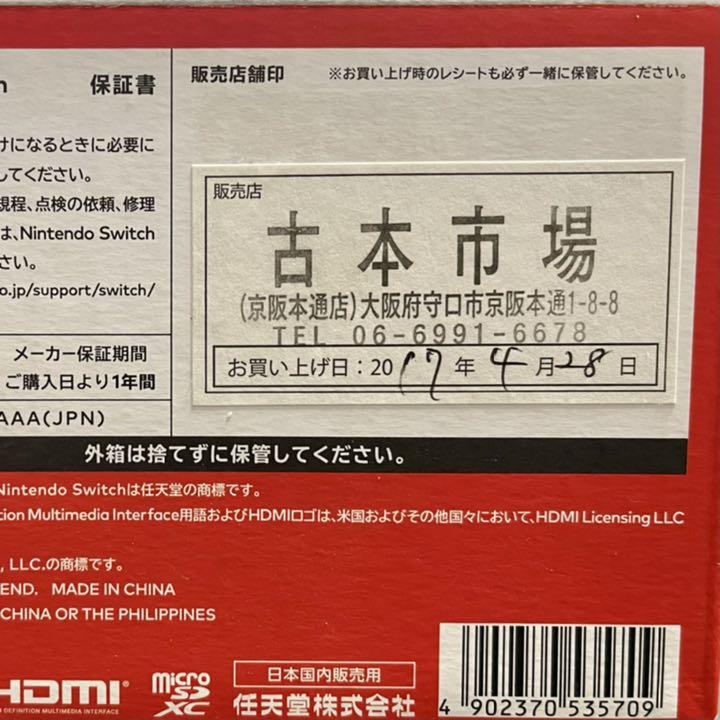 n 保証書
けになるときに必要に
してください。
規程、点検の依頼、修理
は、Nintendo Switch
さい。
o.jp/support/switch/
メーカー保証期間
ご購入日より1年間
AAA(JPN)
販売店舗印 ※お買い上げ時のレシートも必ず一緒に保管してください。
販売店
古本市場
(京阪本通店)大阪府守口市京阪本通1-8-8
TEL 06-6991-6678
お買い上げ日:2017年4月28日
外箱は捨てずに保管してください。
Nintendo Switchは任天堂の商標です。
tion Multimedia Interface用語およびHDMIロゴは、米国およびその他国々において、HDMI Licensing LLC
, LLC.の商標です。
END. MADE IN CHINA
CHINA OR THE PHILIPPINES
HDMI®
H DEFINITION MULTIMEDIA INTERFACE
micro
SD
XC
日本国内販売用
任天堂株式会社
4 902370 535709